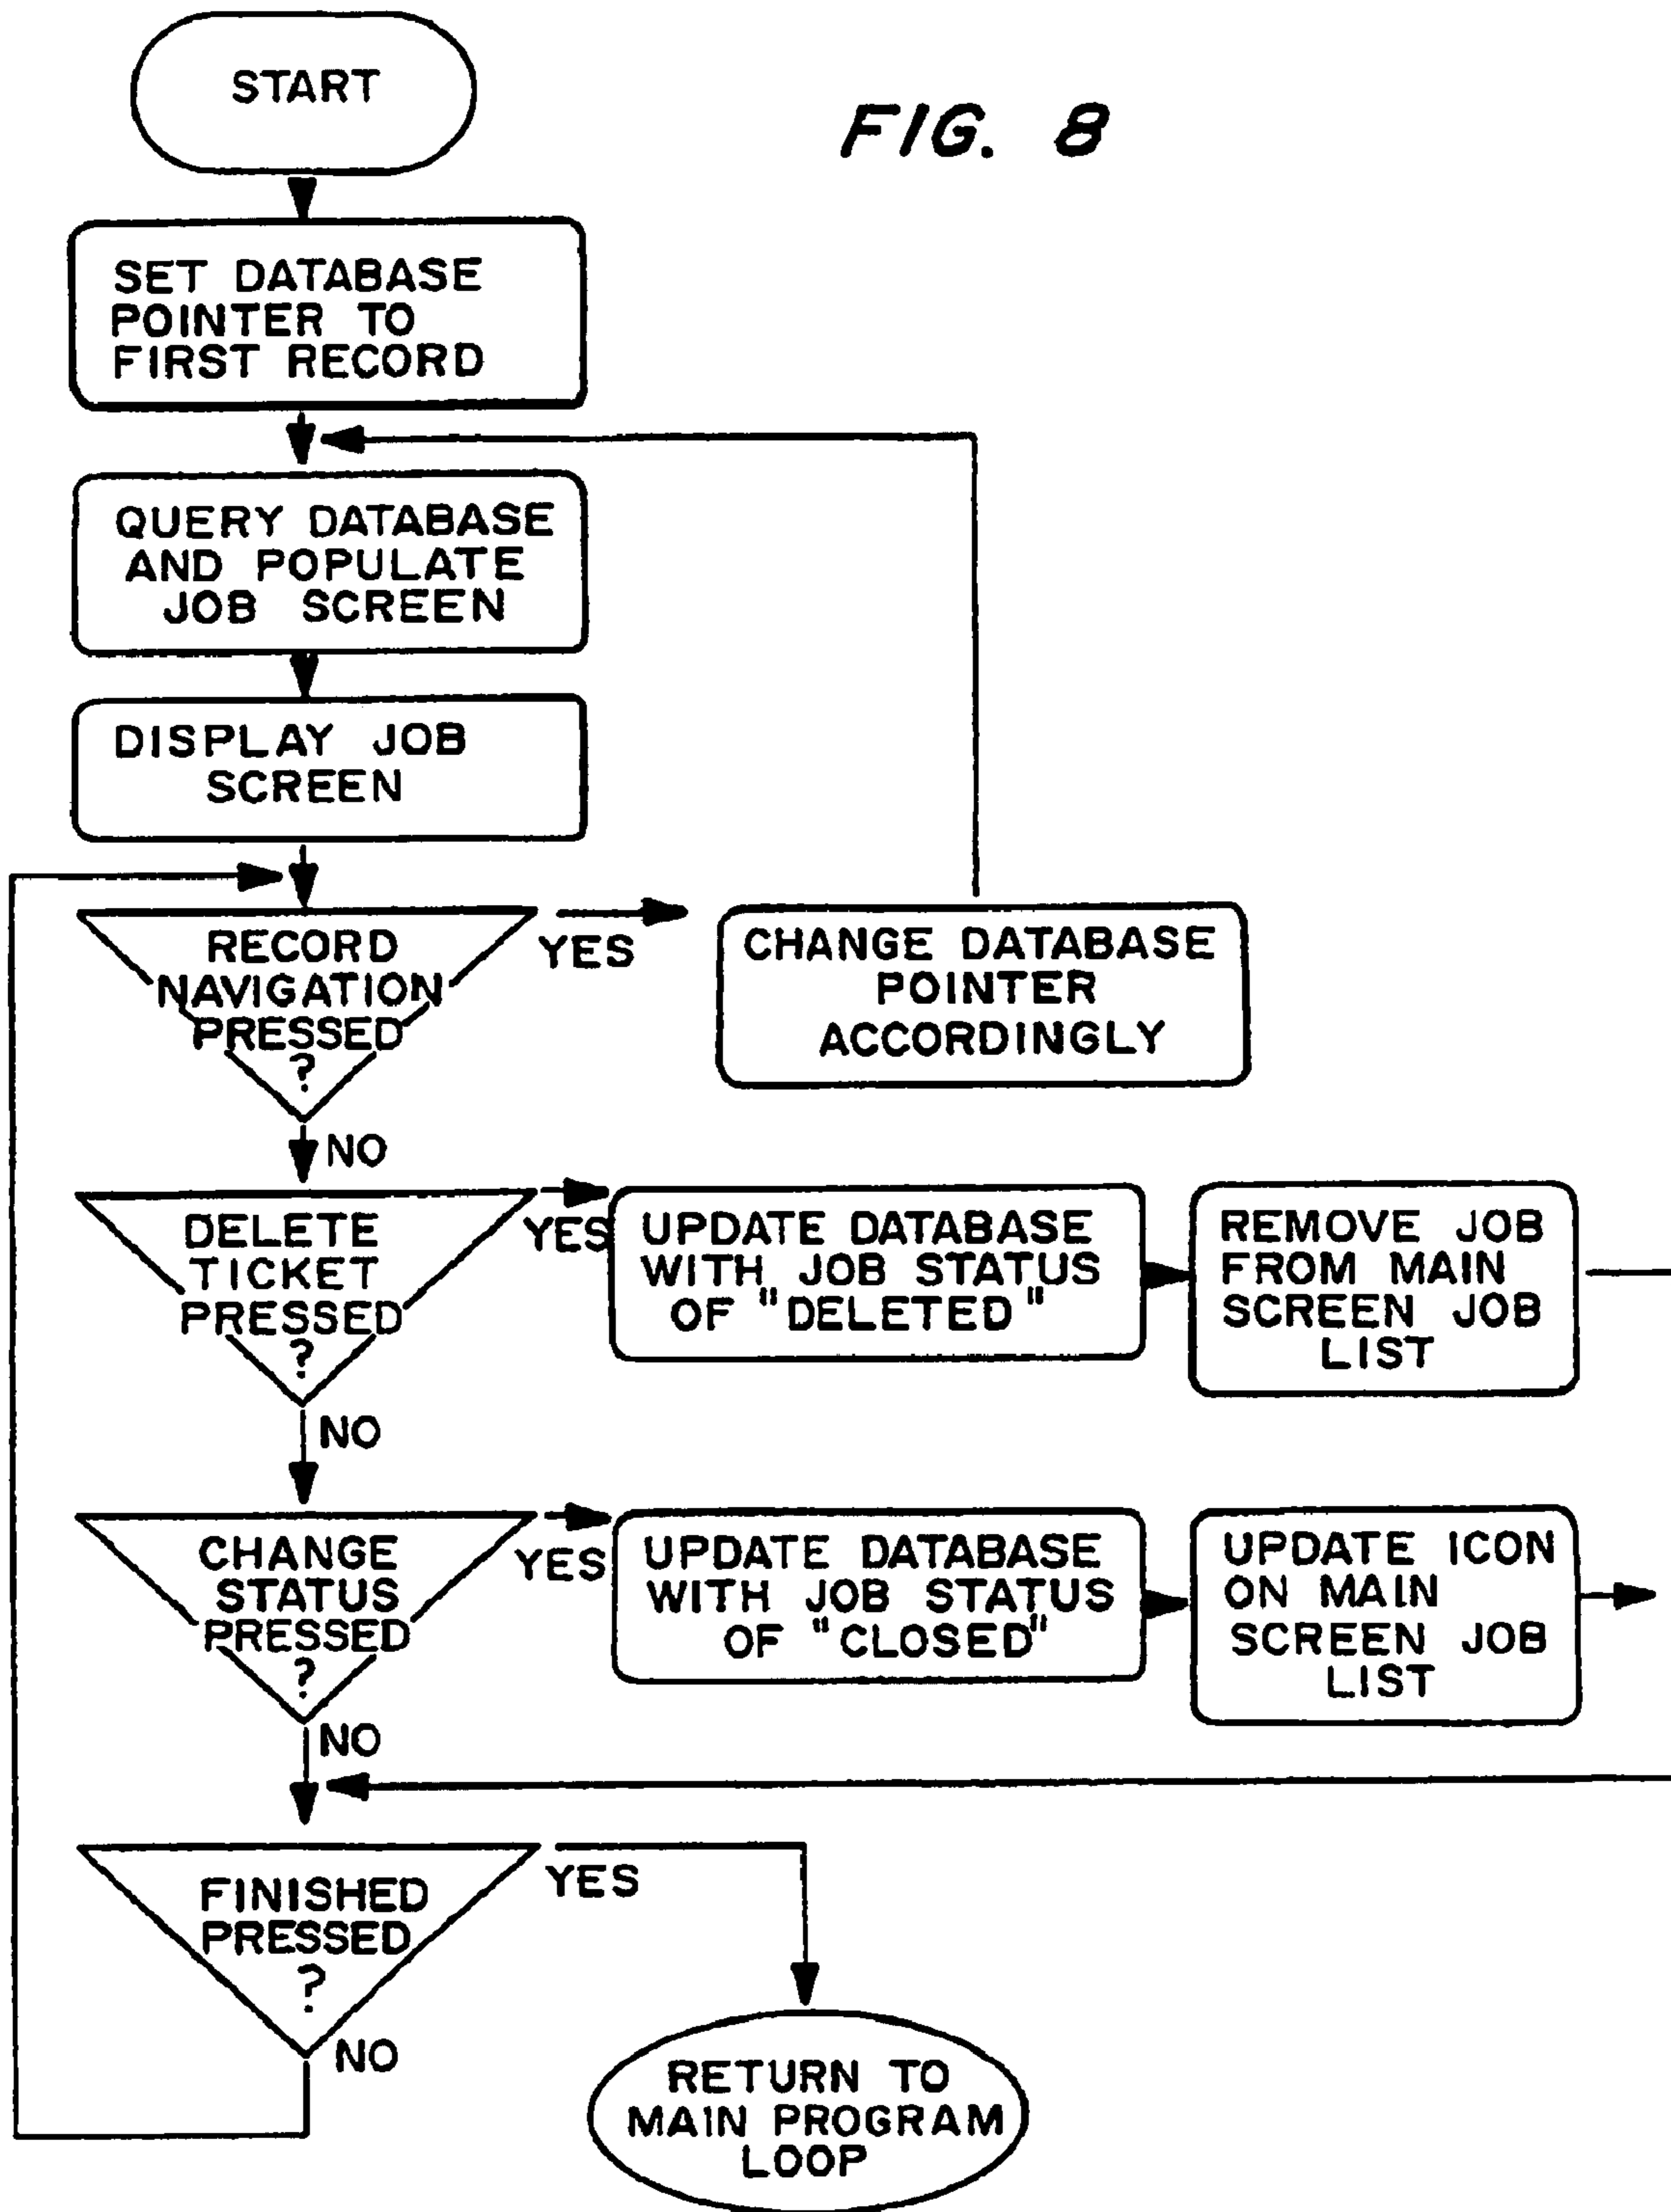 START
FIG. 8
SET DATABASE
POINTER TO
FIRST RECORD
QUERY DATABASE
AND POPULATE
JOB SCREEN
DISPLAY JOB
SCREEN
RECORD
NAVIGATION
PRESSED
?
YES
CHANGE DATABASE
POINTER
ACCORDINGLY
NO
DELETE
TICKET
PRESSED
?
YES
UPDATE DATABASE
WITH JOB STATUS
OF "DELETED"
REMOVE JOB
FROM MAIN
SCREEN JOB
LIST
NO
CHANGE
STATUS
PRESSED
?
YES
UPDATE DATABASE
WITH JOB STATUS
OF "CLOSED"
UPDATE ICON
ON MAIN
SCREEN JOB
LIST
NO
FINISHED
PRESSED
?
YES
NO
RETURN TO
MAIN PROGRAM
LOOP